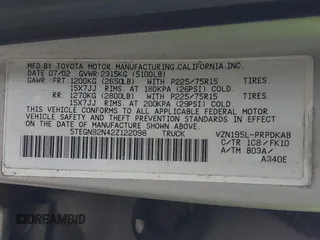 MFD. BY TOYOTA MOTOR MANUFACTURING,CALIFORNIA,INC.
DATE 07/02 GVWR 2315KG (5100LB)
GAWR FRT.1200KG (2650LB) WITH P225/75R15 TIRES
15X7JJ RIMS. AT 180KPA (26PSI) COLD.
RR. 1270KG (2800LB) WITH P225/75R15 TIRES
15X7JJ RIMS. AT 200KPA (29PSI) COLD.
THIS VEHICLE CONFORMS TO ALL APPLICABLE FEDERAL MOTOR VEHICLE
SAFETY STANDARDS IN EFFECT ON THE DATE OF MANUFACTURE SHOWN ABOVE.
5TEGN92N42Z122098 TRUCK VZN195L-PRPDKAB
C/TR 1C8/FK10
A/TM B03A/
A340E
© DREAMBID